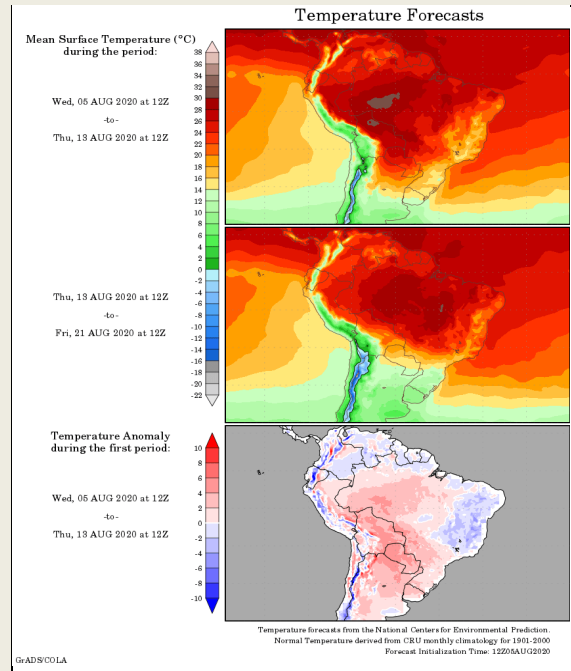 Temperature Forecasts
Mean Surface Temperature (°C)
during the period:
Wed, 05 AUG 2020 at 12Z
-to-
Thu, 13 AUG 2020 at 12Z
38
36
34
32
30
28
26
24
22
20
18
16
14
12
10
8
6
4
2
0
-2
-4
-6
-8
-10
-12
-14
-16
-18
-20
-22
Thu, 13 AUG 2020 at 12Z
-to-
Fri, 21 AUG 2020 at 12Z
Temperature Anomaly
during the first period:
Wed, 05 AUG 2020 at 12Z
-to-
Thu, 13 AUG 2020 at 12Z
10
8
6
4
2
0
-2
-4
-6
-8
-10
Temperature forecasts from the National Centers for Environmental Prediction.
Normal Temperature derived from CRU monthly climatology for 1901-2000
Forecast Initialization Time: 12Z05AUG2020
GrADS/COLA